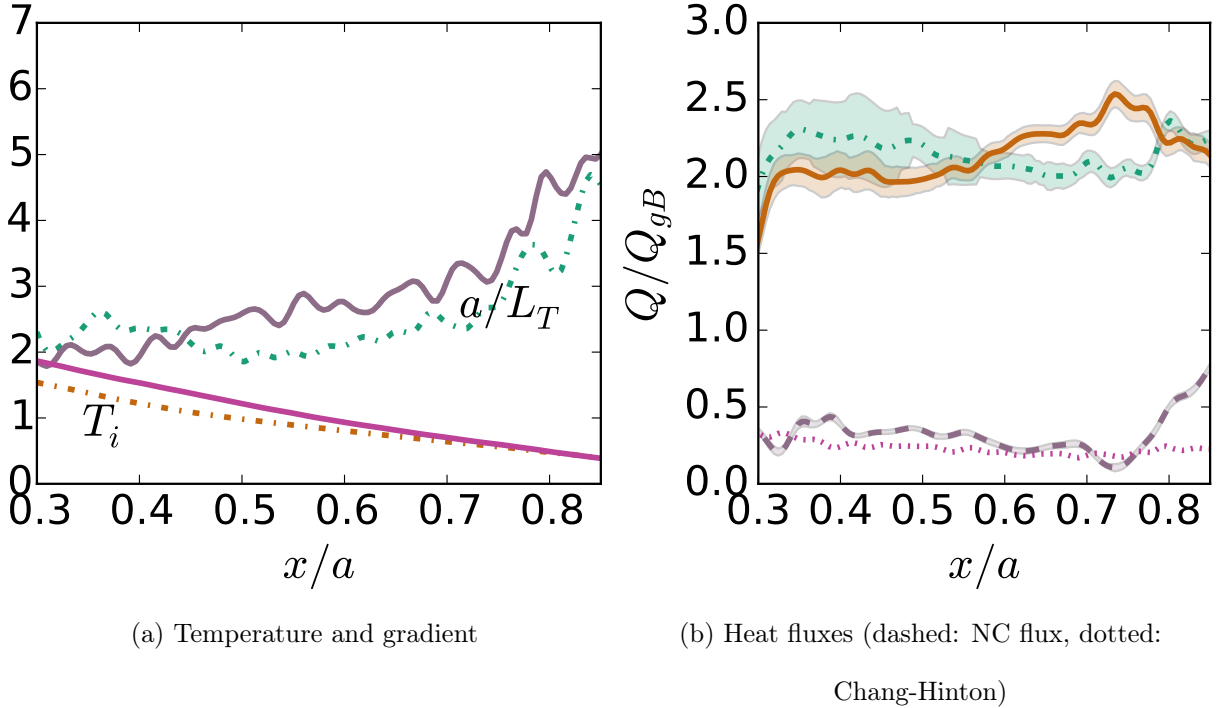 7
6
5
4
3
2
1
0
a/L_T
T_i
0.3 0.4 0.5 0.6 0.7 0.8
x/a
(a) Temperature and gradient
3.0
2.5
2.0
1.5
1.0
0.5
0.0
Q/Q_{gB}
0.3 0.4 0.5 0.6 0.7 0.8
x/a
(b) Heat fluxes (dashed: NC flux, dotted:
Chang-Hinton)